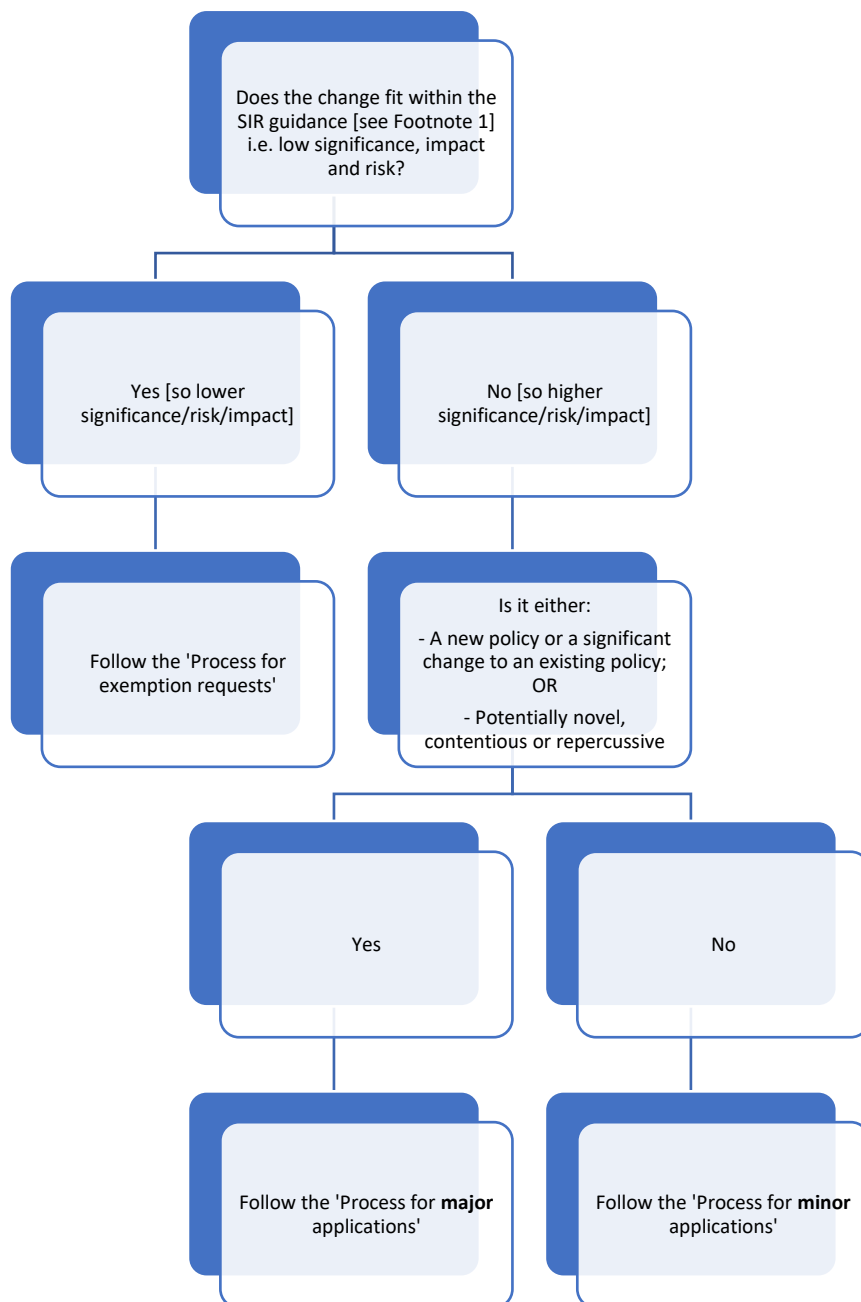 Does the change fit within the
SIR guidance [see Footnote 1]
i.e. low significance, impact
and risk?
Yes [so lower
significance/risk/impact]
No [so higher
significance/risk/impact]
Follow the 'Process for
exemption requests'
Is it either:
- A new policy or a significant
change to an existing policy;
OR
- Potentially novel,
contentious or repercussive
Yes
No
Follow the 'Process for major
applications'
Follow the 'Process for minor
applications'